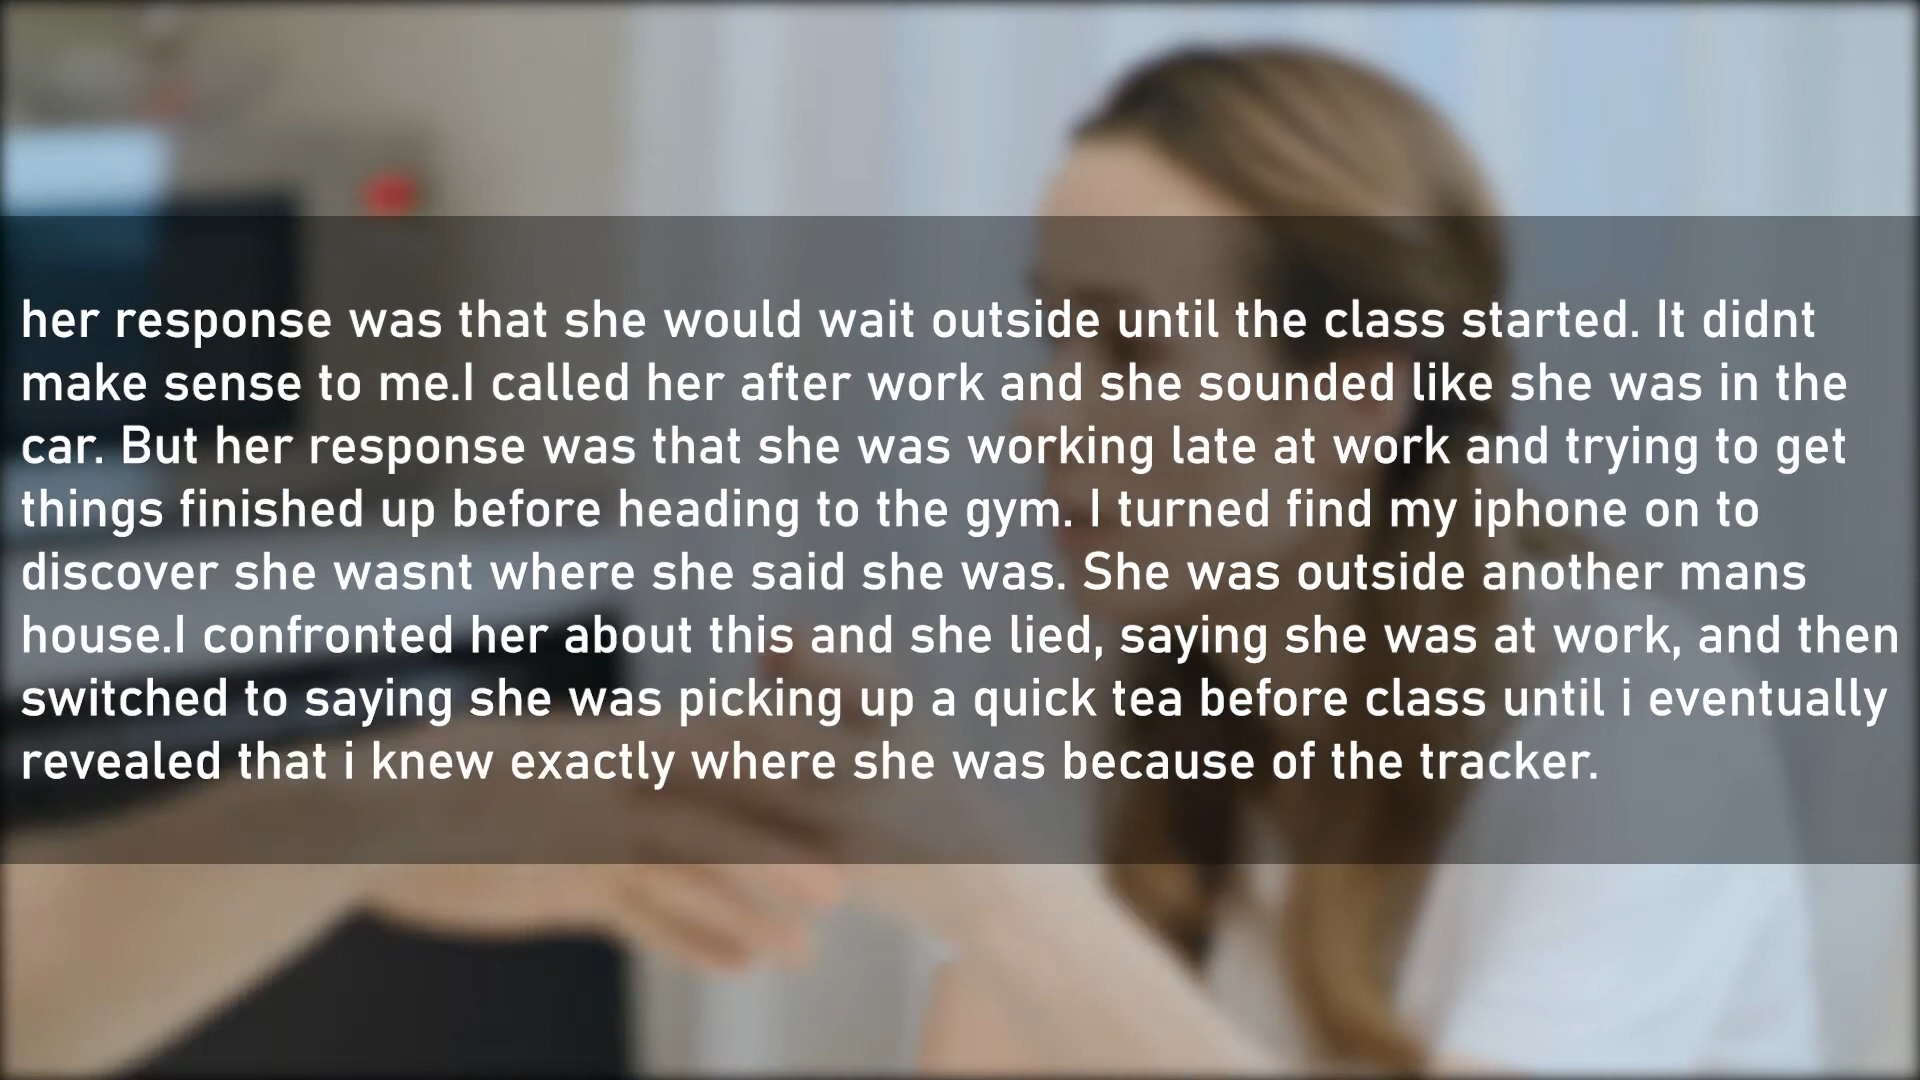 her response was that she would wait outside until the class started. It didnt
make sense to me.I called her after work and she sounded like she was in the
car. But her response was that she was working late at work and trying to get
things finished up before heading to the gym. I turned find my iphone on to
discover she wasnt where she said she was. She was outside another mans
house.I confronted her about this and she lied, saying she was at work, and then
switched to saying she was picking up a quick tea before class until i eventually
revealed that i knew exactly where she was because of the tracker.